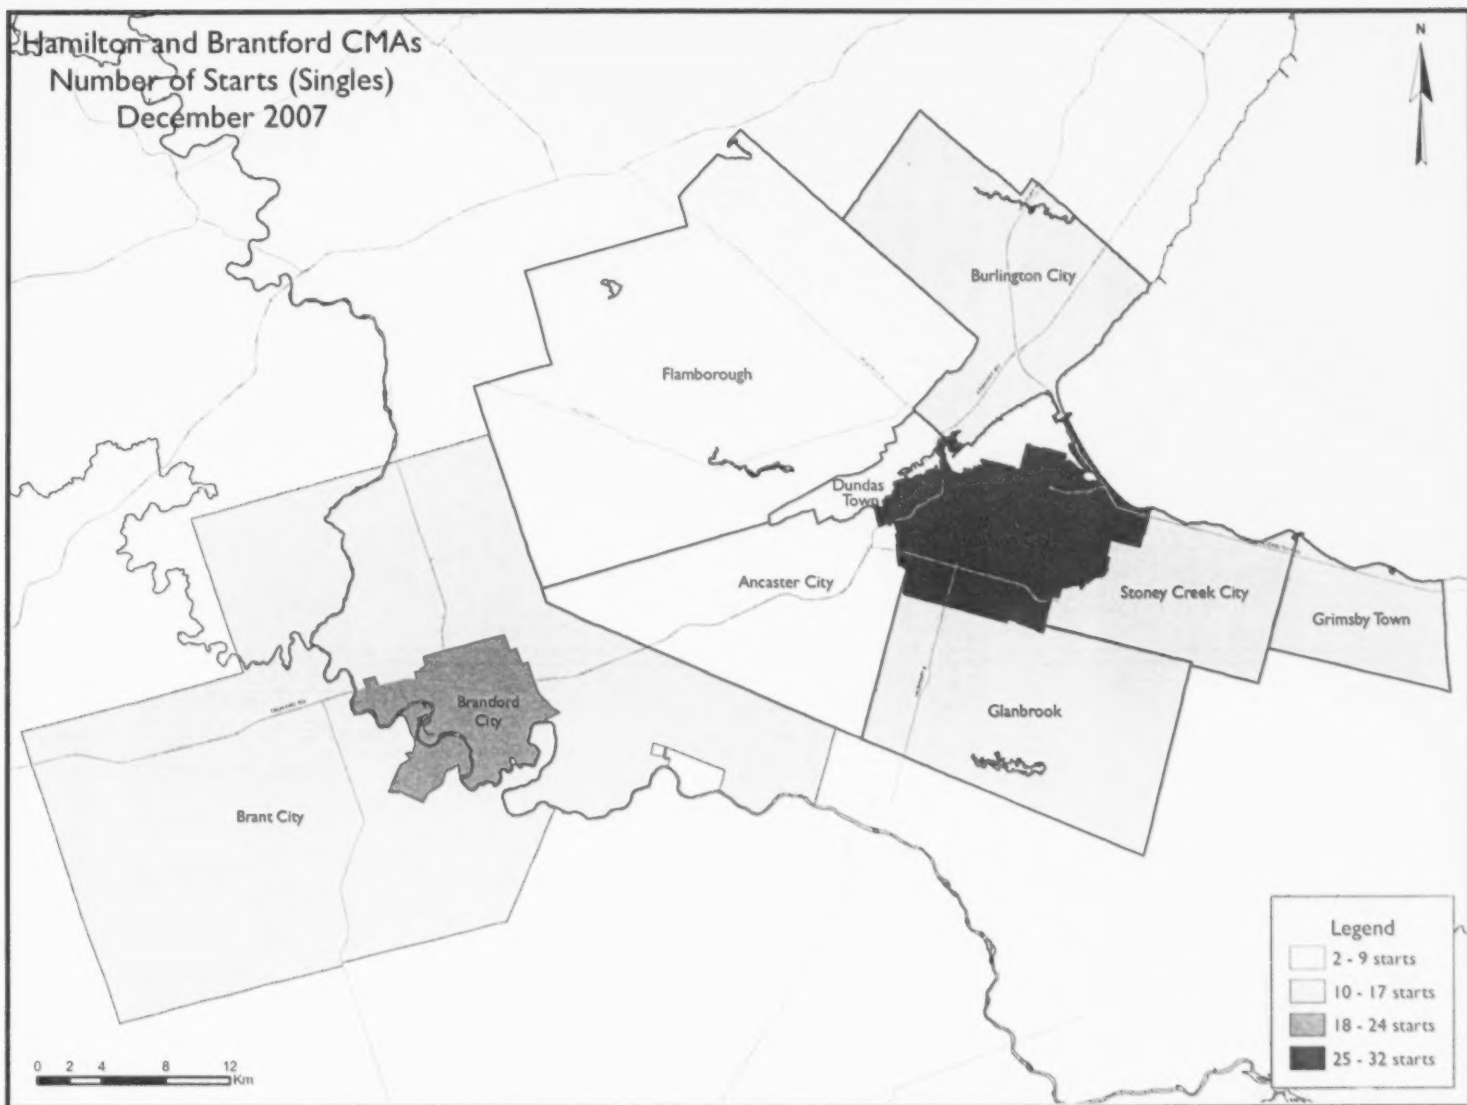 Hamilton and Brantford CMAs
Number of Starts (Singles)
December 2007
N
Burlington City
Flamborough
Dundas
Town
Ancaster City
Stoney Creek City
Grimsby Town
Brantford
City
Glanbrook
Brant City
Legend
2 - 9 starts
10 - 17 starts
18 - 24 starts
25 - 32 starts
0 2 4 8 12
Km